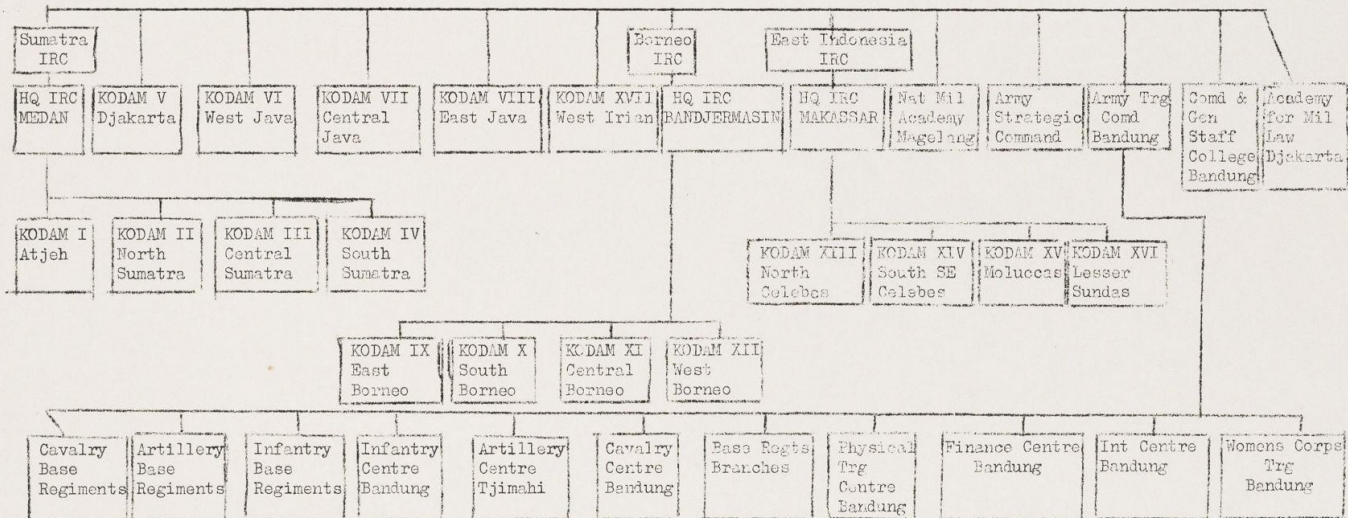 Sumatra
IRC
Borneo
IRC
East Indonesia
IRC
HQ IRC
MEDAN
KODAM V
Djakarta
KODAM VI
West Java
KODAM VII
Central
Java
KODAM VIII
East Java
KODAM XVII
West Irian
HQ IRC
BANDJERMASIN
HQ IRC
MAKASSAR
Nat Mil
Academy
Magelang
Army
Strategic
Command
Army Trg
Comd
Bandung
Comd &
Gen
Staff
College
Bandung
Academy
for Mil
Law
Djakarta
KODAM I
Atjeh
KODAM II
North
Sumatra
KODAM III
Central
Sumatra
KODAM IV
South
Sumatra
KODAM XIII
North
Celebes
KODAM XIV
South SE
Celebes
KODAM XV
Moluccas
KODAM XVI
Lesser
Sundas
KODAM IX
East
Borneo
KODAM X
South
Borneo
KODAM XI
Central
Borneo
KODAM XII
West
Borneo
Cavalry
Base
Regiments
Artillery
Base
Regiments
Infantry
Base
Regiments
Infantry
Centre
Bandung
Artillery
Centre
Tjimahi
Cavalry
Centre
Bandung
Base Regts
Branches
Physical
Trg
Centre
Bandung
Finance Centre
Bandung
Int Centre
Bandung
Womens Corps
Trg
Bandung